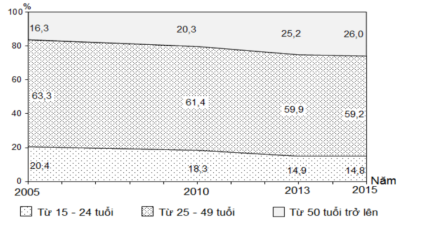 %
100
16,3 20,3 25,2 26,0
80
60
63,3 61,4 59,9 59,2
40
20
20,4 18,3 14,9 14,8
0
2005 2010 2013 2015 Năm
Từ 15 - 24 tuổi Từ 25 - 49 tuổi Từ 50 tuổi trở lên